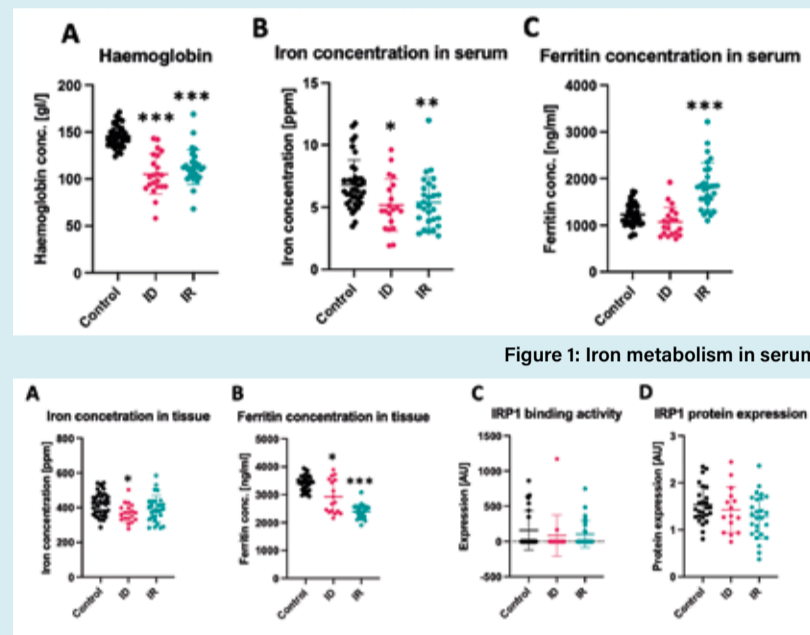 A
Haemoglobin
Haemoglobin conc. [gl/]
200
150
100
50
0
***
***
Control
ID
IR
B
Iron concentration in serum
Iron concentration [ppm]
15
10
5
0
*
**
Control
ID
IR
C
Ferritin concentration in serum
Ferritin conc. [ng/ml]
4000
3000
2000
1000
0
***
Control
ID
IR
Figure 1: Iron metabolism in serum
A
Iron concetration in tissue
Iron concentration [ppm]
800
600
400
200
0
*
Control
ID
IR
B
Ferritin concentration in tissue
Ferritin conc. [ng/ml]
5000
4000
3000
2000
1000
0
*
***
Control
ID
IR
C
IRP1 binding activity
Expression [AU]
1500
1000
500
0
-500
Control
ID
IR
D
IRP1 protein expression
Protein expression [AU]
3
2
1
0
Control
ID
IR